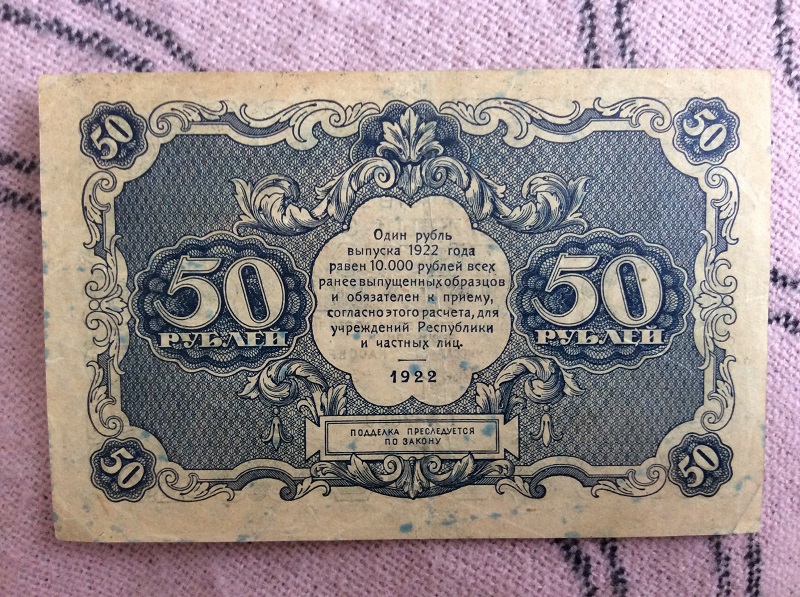 50
50
Один рубль
выпуска 1922 года
равен 10.000 рублей всех
ранее выпущенных образцов
и обязателен к приему,
согласно этого расчета, для
учреждений Республики
и частных лиц.
1922
50
РУБЛЕЙ
50
РУБЛЕЙ
ПОДДЕЛКА ПРЕСЛЕДУЕТСЯ
ПО ЗАКОНУ
50
50